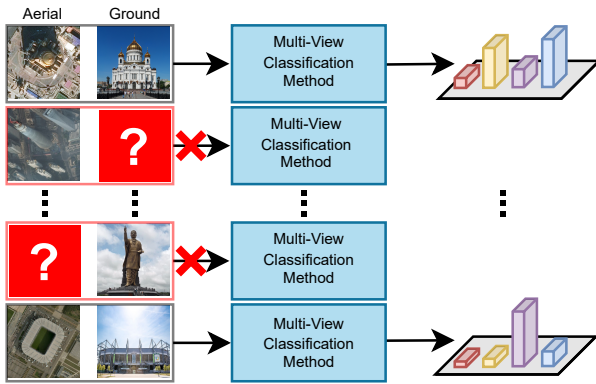 Aerial Ground
Multi-View
Classification
Method
?
Multi-View
Classification
Method
?
Multi-View
Classification
Method
Multi-View
Classification
Method